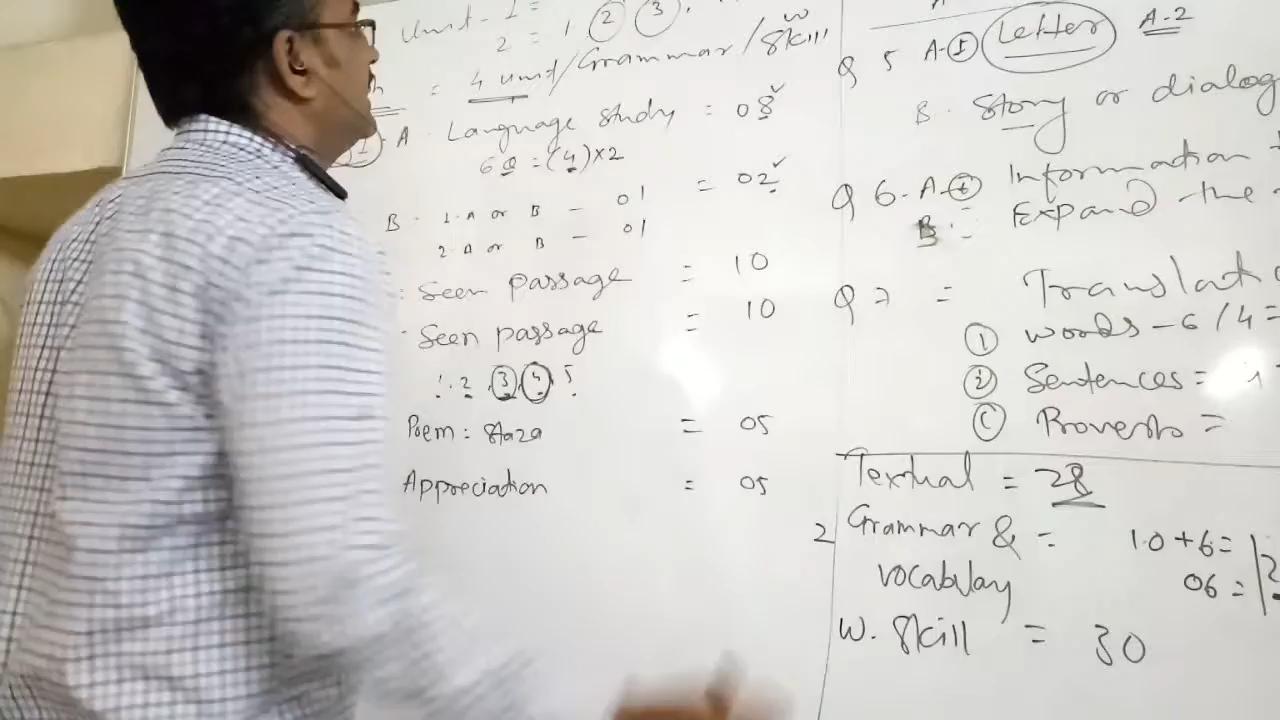 Unit - 1 =
2 = 1 2 3.
= 4 unit/Grammar/W Skill
A. Language study = 08
6 Q = (4)x2
B. 1. A or B - 01 = 02
2. A or B - 01
: Seen passage = 10
Seen passage = 10
1. 2 3 4 5
Poem : Staza = 05
Appreciation = 05
Q 5 A-1 Letter A-2
B. Story or dialog
Q 6. A-1 Information
B. Expand the
Q 7 = Translat
1 words - 6/4 =
2 Sentences =
C Proverbs =
Textual = 28
2 Grammar & = 10+6=
vocabulay 06 =
W. Skill = 30